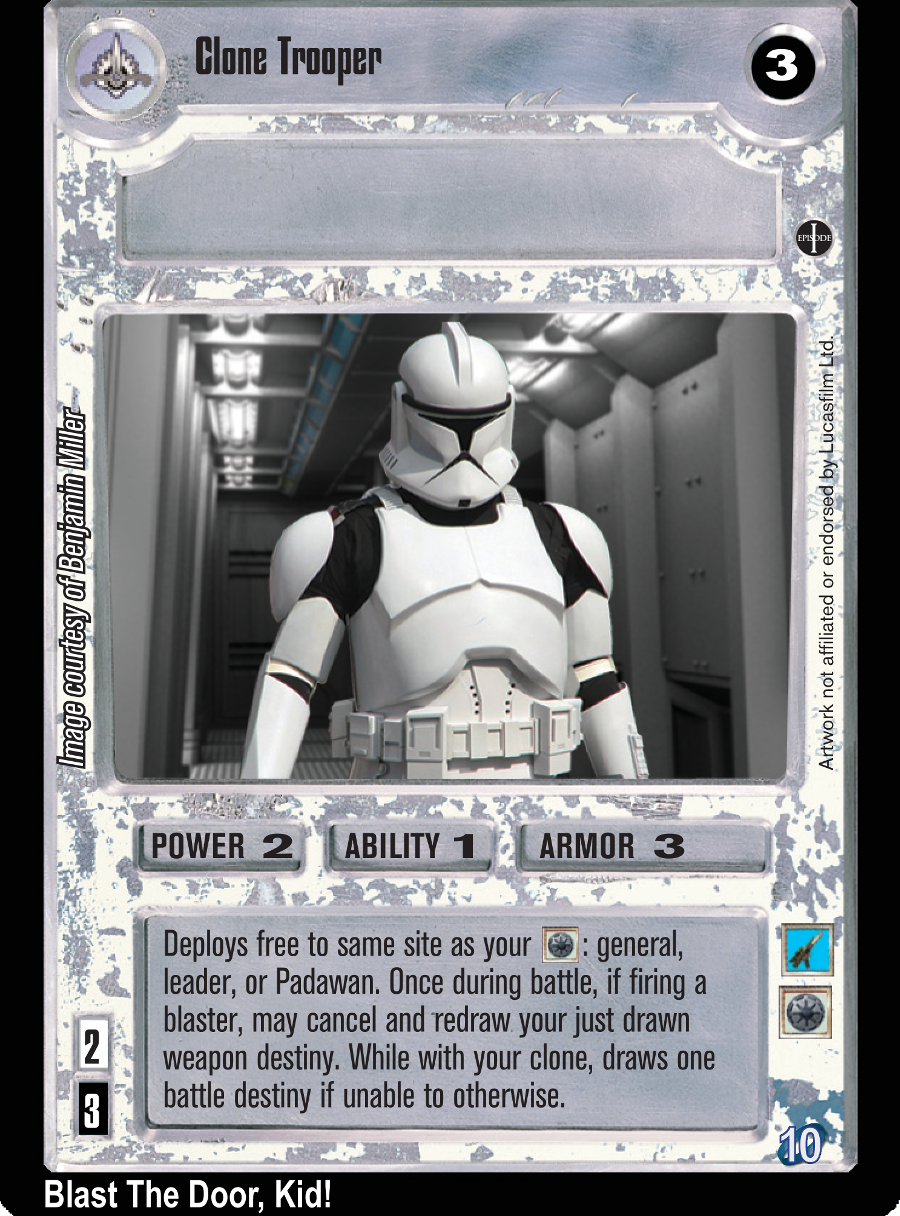 Clone Trooper
3
EPISODE
I
Image courtesy of Benjamin Miller
Artwork not affiliated or endorsed by Lucasfilm Ltd.
POWER 2 ABILITY 1 ARMOR 3
Deploys free to same site as your : general,
leader, or Padawan. Once during battle, if firing a
blaster, may cancel and redraw your just drawn
weapon destiny. While with your clone, draws one
battle destiny if unable to otherwise.
2
3
10
Blast The Door, Kid!